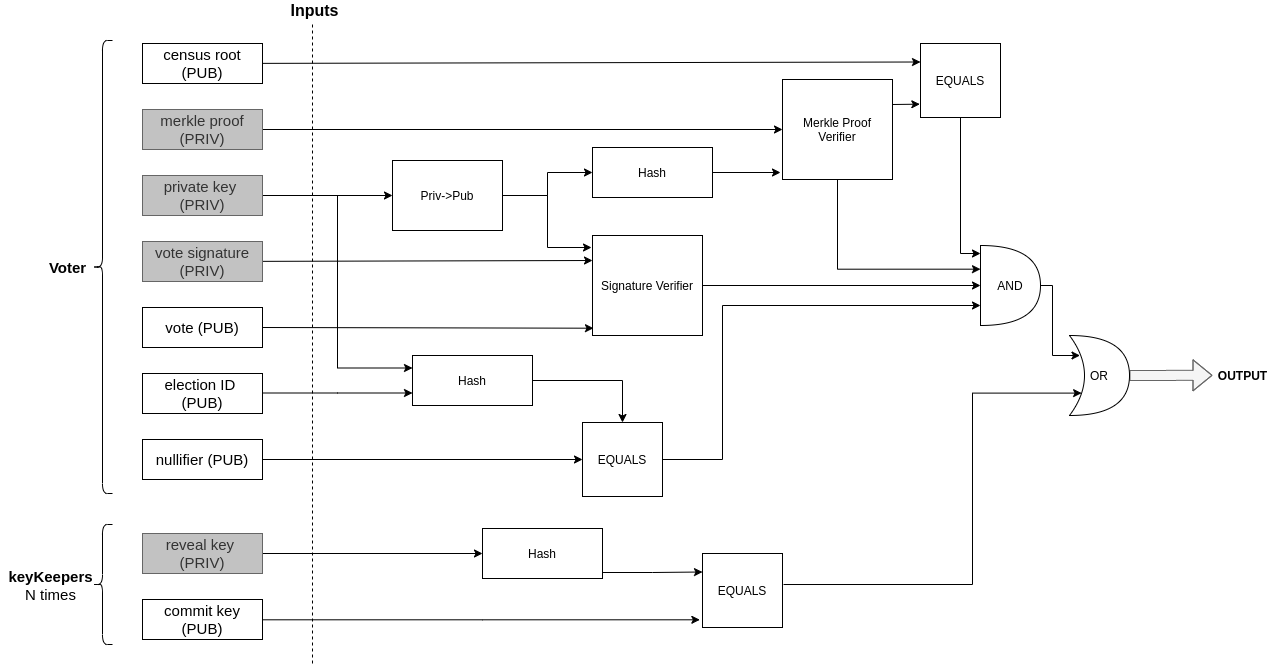 Inputs
census root
(PUB)
EQUALS
merkle proof
(PRIV)
Merkle Proof
Verifier
private key
(PRIV)
Priv->Pub
Hash
vote signature
(PRIV)
Voter
Signature Verifier
AND
vote (PUB)
election ID
(PUB)
Hash
OR
OUTPUT
nullifier (PUB)
EQUALS
reveal key
(PRIV)
Hash
keyKeepers
N times
EQUALS
commit key
(PUB)